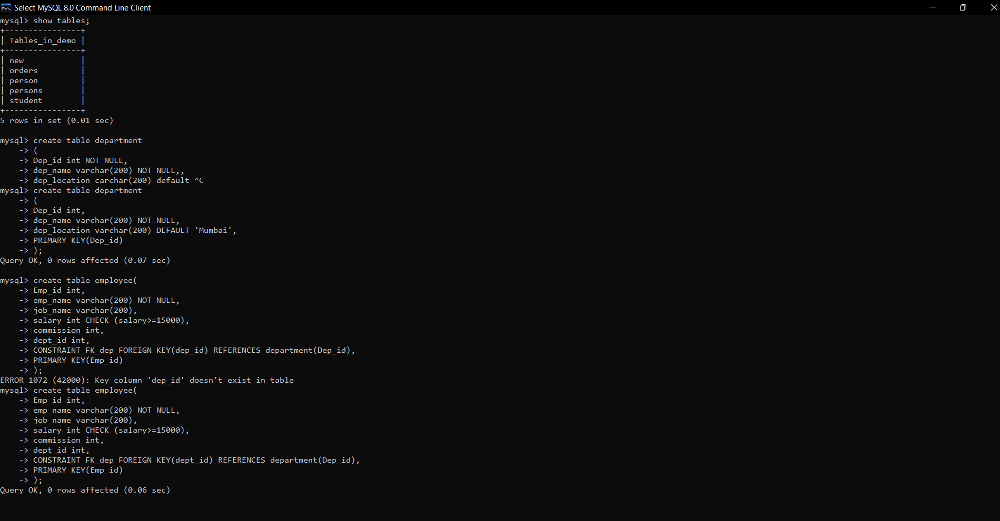 Select MySQL 8.0 Command Line Client
mysql> show tables;
+----------------+
| Tables_in_demo |
+----------------+
| new            |
| orders         |
| person         |
| persons        |
| student        |
+----------------+
5 rows in set (0.01 sec)

mysql> create table department
    -> (
    -> Dep_id int NOT NULL,
    -> dep_name varchar(200) NOT NULL,,
    -> dep_location carchar(200) default ^C
mysql> create table department
    -> (
    -> Dep_id int,
    -> dep_name varchar(200) NOT NULL,
    -> dep_location varchar(200) DEFAULT 'Mumbai',
    -> PRIMARY KEY(Dep_id)
    -> );
Query OK, 0 rows affected (0.07 sec)

mysql> create table employee(
    -> Emp_id int,
    -> emp_name varchar(200) NOT NULL,
    -> job_name varchar(200),
    -> salary int CHECK (salary>=15000),
    -> commission int,
    -> dept_id int,
    -> CONSTRAINT FK_dep FOREIGN KEY(dep_id) REFERENCES department(Dep_id),
    -> PRIMARY KEY(Emp_id)
    -> );
ERROR 1072 (42000): Key column 'dep_id' doesn't exist in table
mysql> create table employee(
    -> Emp_id int,
    -> emp_name varchar(200) NOT NULL,
    -> job_name varchar(200),
    -> salary int CHECK (salary>=15000),
    -> commission int,
    -> dept_id int,
    -> CONSTRAINT FK_dep FOREIGN KEY(dept_id) REFERENCES department(Dep_id),
    -> PRIMARY KEY(Emp_id)
    -> );
Query OK, 0 rows affected (0.06 sec)